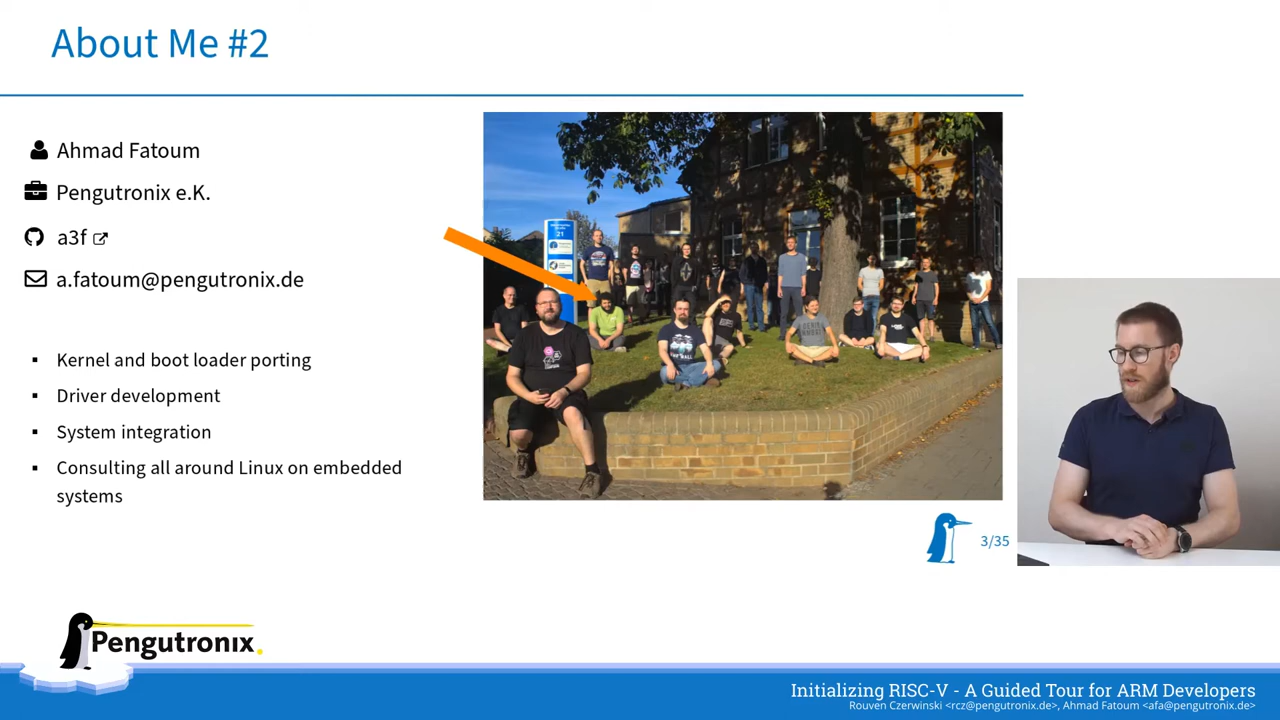 About Me #2
Ahmad Fatoum
Pengutronix e.K.
a3f
a.fatoum@pengutronix.de
▪ Kernel and boot loader porting
▪ Driver development
▪ System integration
▪ Consulting all around Linux on embedded
systems
21
3/35
Pengutronix
Initializing RISC-V - A Guided Tour for ARM Developers
Rouven Czerwinski <rcz@pengutronix.de>, Ahmad Fatoum <afa@pengutronix.de>